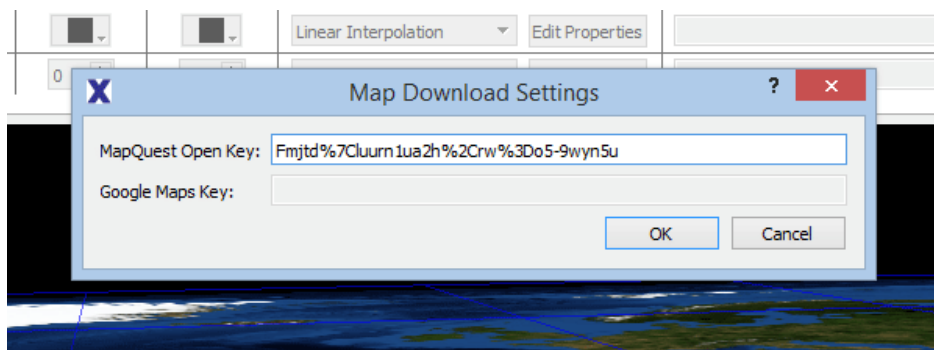 Linear Interpolation Edit Properties
0
X Map Download Settings ? ×
MapQuest Open Key: Fmjtd%7Cluurn1ua2h%2Crw%3Do5-9wyn5u
Google Maps Key:
OK Cancel